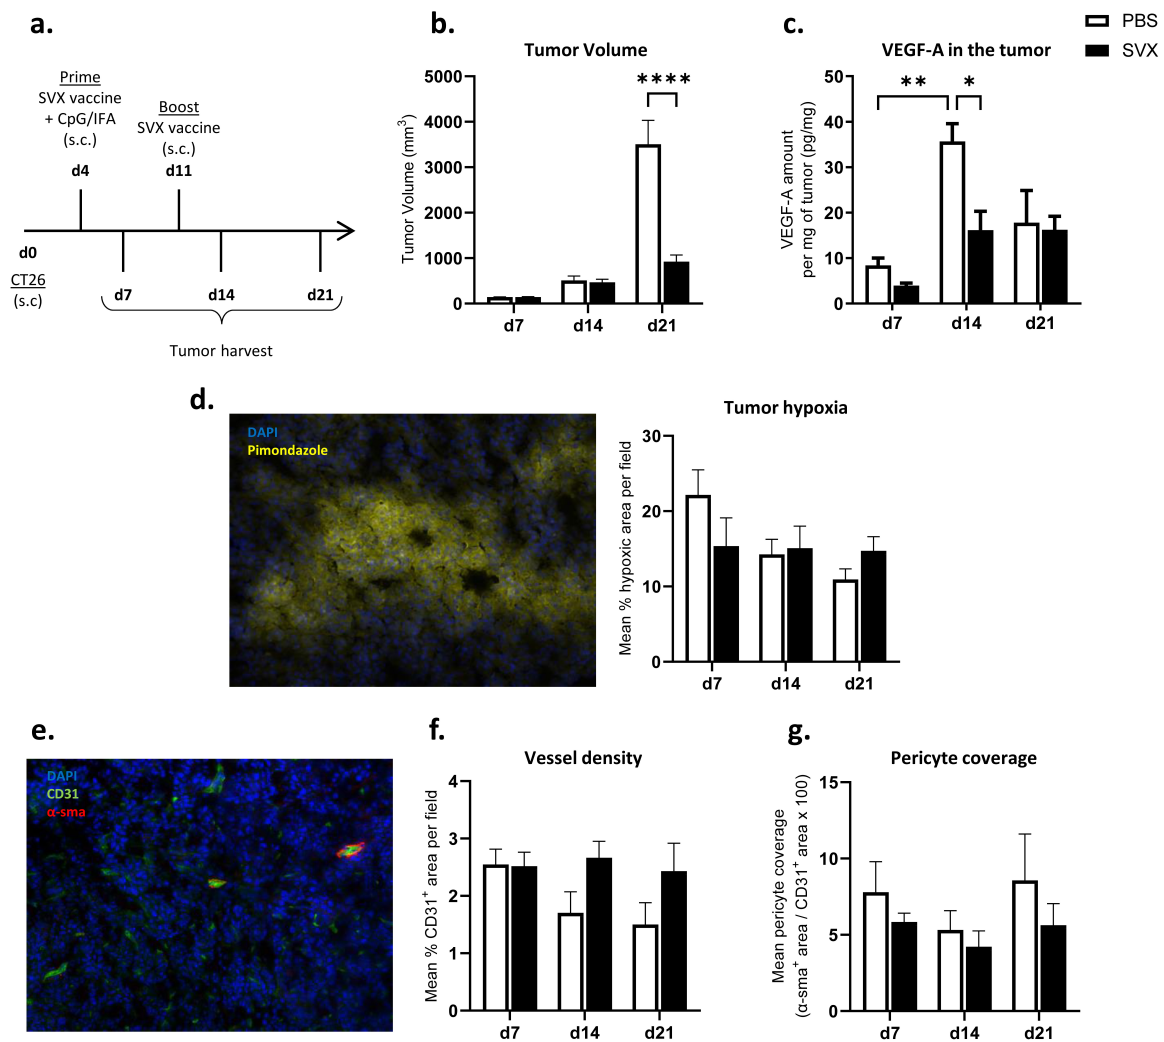 a.
Prime
SVX vaccine
+ CpG/IFA
(s.c.)
d4
Boost
SVX vaccine
(s.c.)
d11
d0
CT26
(s.c)
d7
d14
d21
Tumor harvest
b.
Tumor Volume
Tumor Volume (mm³)
5000
4000
3000
2000
1000
0
****
d7
d14
d21
c.
VEGF-A in the tumor
PBS
SVX
VEGF-A amount
per mg of tumor (pg/mg)
50
40
30
20
10
0
**
*
d7
d14
d21
d.
DAPI
Pimondazole
Tumor hypoxia
Mean % hypoxic area per field
30
20
10
0
d7
d14
d21
e.
DAPI
CD31
α-sma
f.
Vessel density
Mean % CD31⁺ area per field
4
3
2
1
0
d7
d14
d21
g.
Pericyte coverage
Mean pericyte coverage
(α-sma⁺ area / CD31⁺ area x 100)
15
10
5
0
d7
d14
d21